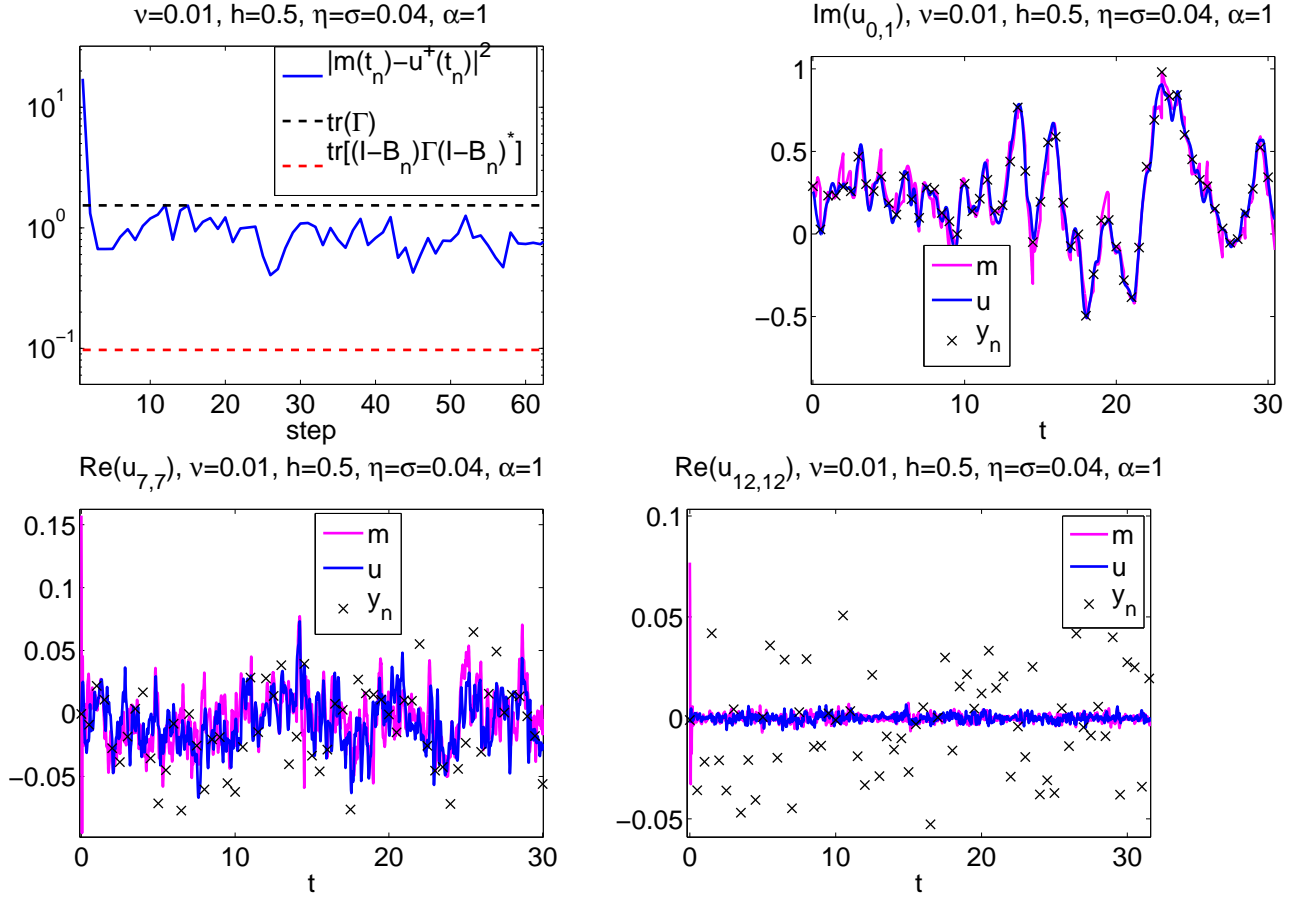 ν=0.01, h=0.5, η=σ=0.04, α=1
|m(t_n)−u^+(t_n)|^2
tr(Γ)
tr[(I−B_n)Γ(I−B_n)^*]
10^1
10^0
10^−1
10 20 30 40 50 60
step
Im(u_{0,1}), ν=0.01, h=0.5, η=σ=0.04, α=1
1
0.5
0
−0.5
m
u
y_n
0 10 20 30
t
Re(u_{7,7}), ν=0.01, h=0.5, η=σ=0.04, α=1
0.15
0.1
0.05
0
−0.05
m
u
y_n
0 10 20 30
t
Re(u_{12,12}), ν=0.01, h=0.5, η=σ=0.04, α=1
0.1
0.05
0
−0.05
m
u
y_n
0 10 20 30
t